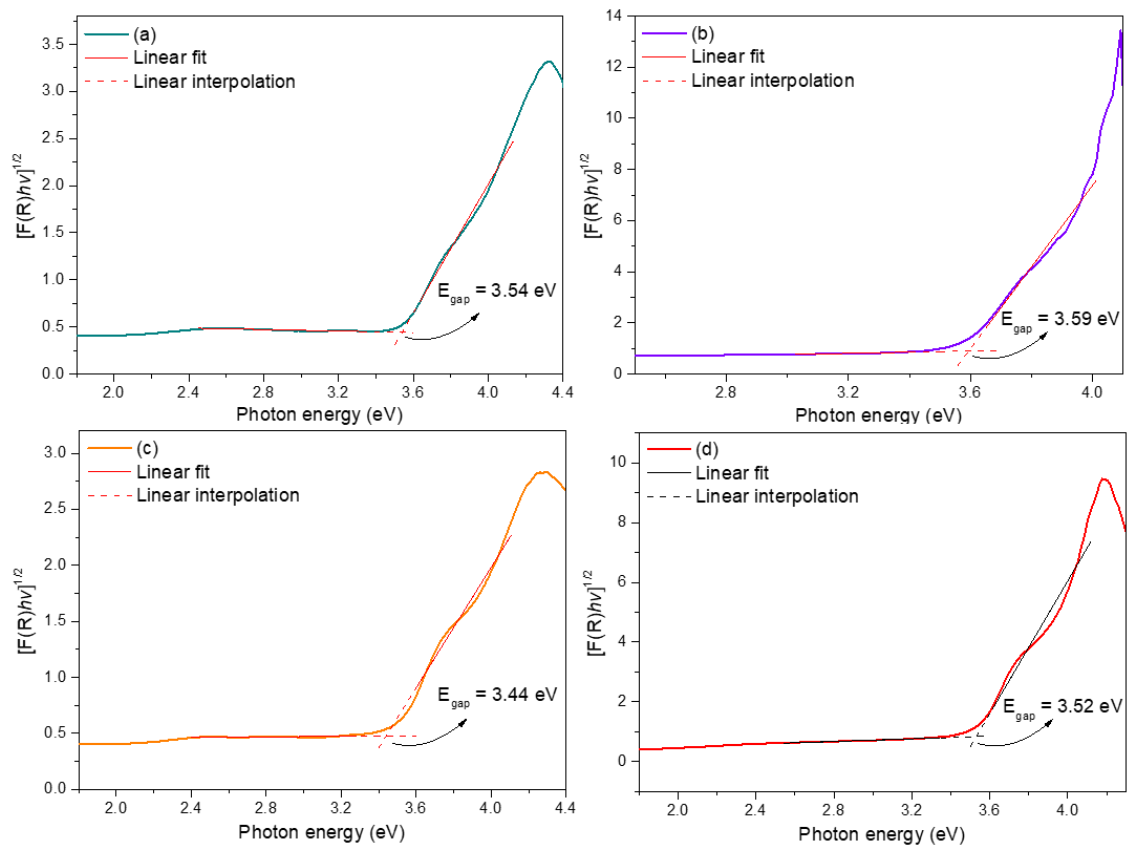 (a)
Linear fit
Linear interpolation
3.5
3.0
2.5
2.0
1.5
1.0
0.5
0.0
[F(R)hν]^1/2
E_gap = 3.54 eV
2.0 2.4 2.8 3.2 3.6 4.0 4.4
Photon energy (eV)
(b)
Linear fit
Linear interpolation
14
12
10
8
6
4
2
0
[F(R)hν]^1/2
E_gap = 3.59 eV
2.8 3.2 3.6 4.0
Photon energy (eV)
(c)
Linear fit
Linear interpolation
3.0
2.5
2.0
1.5
1.0
0.5
0.0
[F(R)hν]^1/2
E_gap = 3.44 eV
2.0 2.4 2.8 3.2 3.6 4.0 4.4
Photon energy (eV)
(d)
Linear fit
Linear interpolation
10
8
6
4
2
0
[F(R)hν]^1/2
E_gap = 3.52 eV
2.0 2.4 2.8 3.2 3.6 4.0
Photon energy (eV)